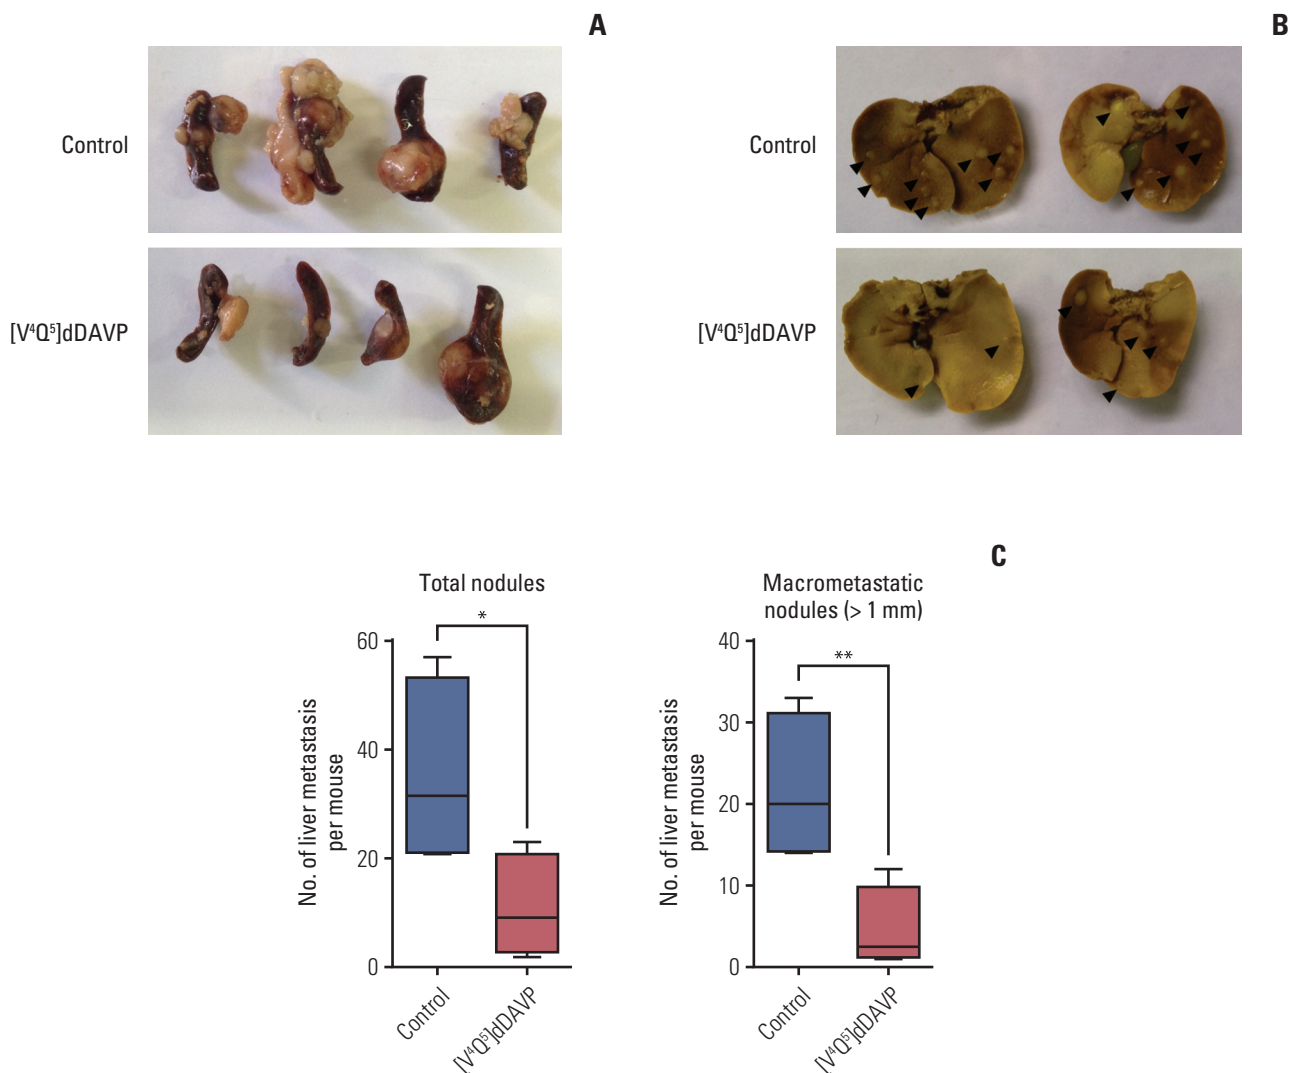 A
B
Control
Control
[V⁴Q⁵]dDAVP
[V⁴Q⁵]dDAVP
C
Total nodules
*
60
40
20
0
No. of liver metastasis
per mouse
Control
[V⁴Q⁵]dDAVP
Macrometastatic
nodules (> 1 mm)
**
40
30
20
10
0
No. of liver metastasis
per mouse
Control
[V⁴Q⁵]dDAVP